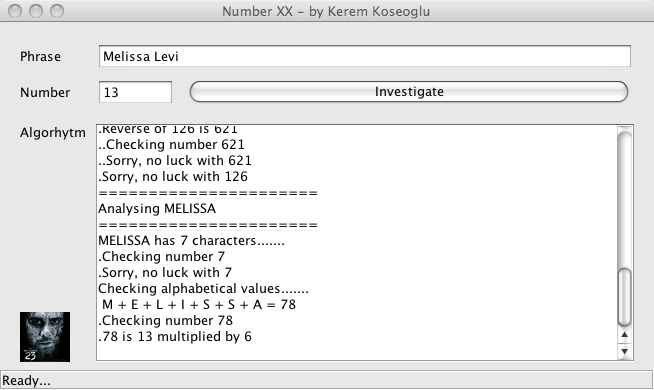 Number XX - by Kerem Koseoglu
Phrase Melissa Levi
Number 13 Investigate
Algorhytm
.Reverse of 126 is 621
..Checking number 621
..Sorry, no luck with 621
.Sorry, no luck with 126
======================
Analysing MELISSA
======================
MELISSA has 7 characters.......
.Checking number 7
.Sorry, no luck with 7
Checking alphabetical values.......
M + E + L + I + S + S + A = 78
.Checking number 78
.78 is 13 multiplied by 6
23
Ready...